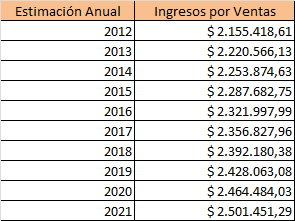 Estimación Anual Ingresos por Ventas
2012 $ 2.155.418,61
2013 $ 2.220.566,13
2014 $ 2.253.874,63
2015 $ 2.287.682,75
2016 $ 2.321.997,99
2017 $ 2.356.827,96
2018 $ 2.392.180,38
2019 $ 2.428.063,08
2020 $ 2.464.484,03
2021 $ 2.501.451,29